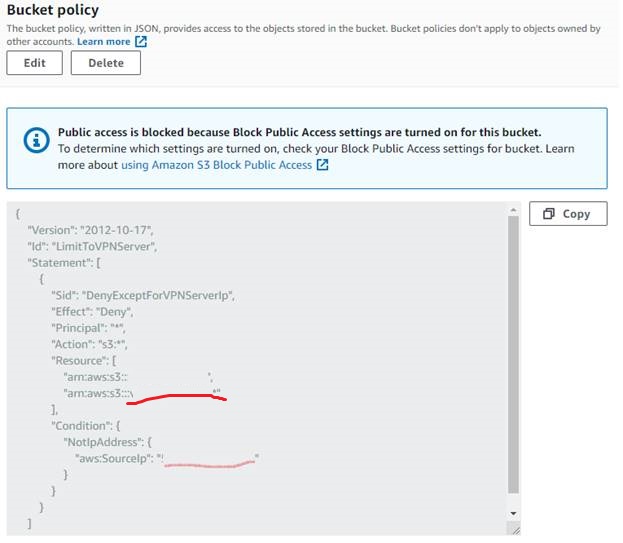 Bucket policy
The bucket policy, written in JSON, provides access to the objects stored in the bucket. Bucket policies don't apply to objects owned by
other accounts. Learn more
Edit Delete
Public access is blocked because Block Public Access settings are turned on for this bucket.
To determine which settings are turned on, check your Block Public Access settings for bucket. Learn
more about using Amazon S3 Block Public Access
Copy
{
"Version": "2012-10-17",
"Id": "LimitToVPNServer",
"Statement": [
{
"Sid": "DenyExceptForVPNServerIp",
"Effect": "Deny",
"Principal": "*",
"Action": "s3:*",
"Resource": [
"arn:aws:s3:: ",
"arn:aws:s3::: *"
],
"Condition": {
"NotIpAddress": {
"aws:SourceIp": " "
}
}
}
]